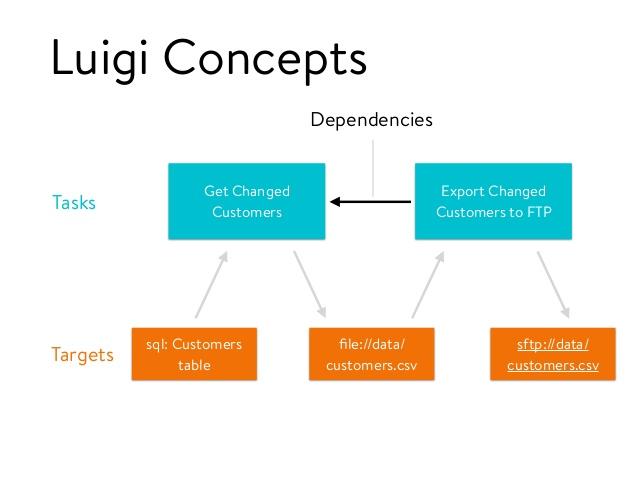 Luigi Concepts
Dependencies
Tasks
Get Changed
Customers
Export Changed
Customers to FTP
Targets
sql: Customers
table
file://data/
customers.csv
sftp://data/
customers.csv